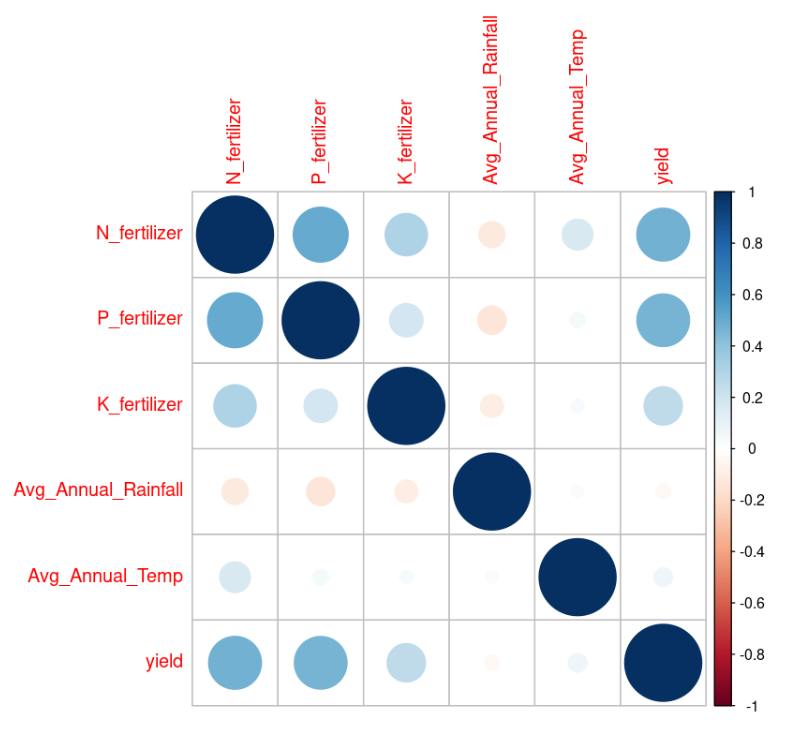 N_fertilizer
P_fertilizer
K_fertilizer
Avg_Annual_Rainfall
Avg_Annual_Temp
yield
N_fertilizer
P_fertilizer
K_fertilizer
Avg_Annual_Rainfall
Avg_Annual_Temp
yield
1
0.8
0.6
0.4
0.2
0
-0.2
-0.4
-0.6
-0.8
-1